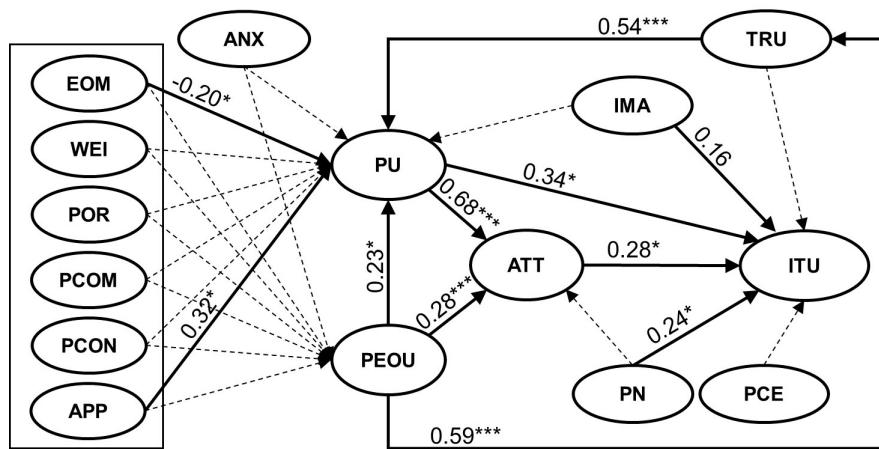 ANX
0.54***
TRU
EOM
-0.20*
IMA
WEI
PU
0.16
0.34*
POR
0.68***
PCOM
0.32*
0.23*
ATT
0.28*
ITU
0.28***
PCON
0.24*
PEOU
PN
PCE
APP
0.59***